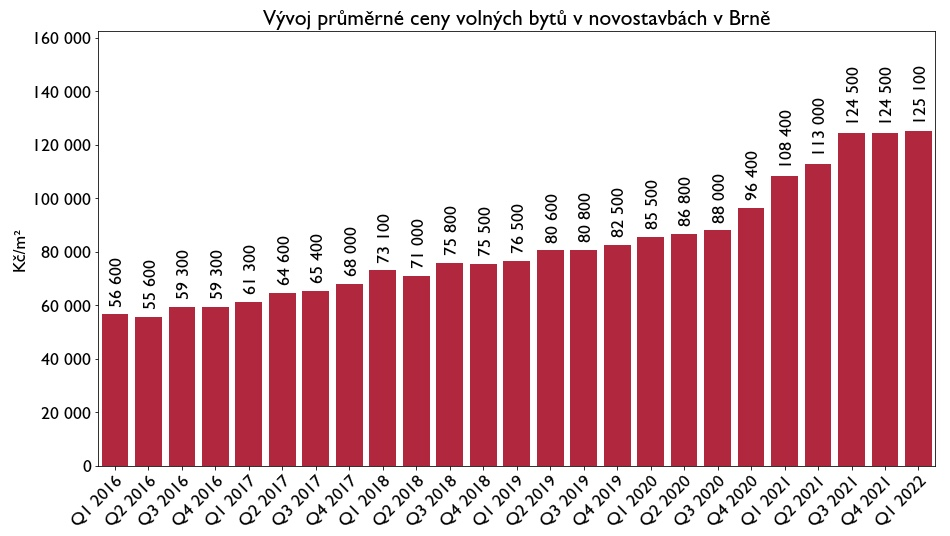 Vývoj průměrné ceny volných bytů v novostavbách v Brně
Kč/m²
160 000
140 000
120 000
100 000
80 000
60 000
40 000
20 000
0
56 600
55 600
59 300
59 300
61 300
64 600
65 400
68 000
73 100
71 000
75 800
75 500
76 500
80 600
80 800
82 500
85 500
86 800
88 000
96 400
108 400
113 000
124 500
124 500
125 100
Q1 2016
Q2 2016
Q3 2016
Q4 2016
Q1 2017
Q2 2017
Q3 2017
Q4 2017
Q1 2018
Q2 2018
Q3 2018
Q4 2018
Q1 2019
Q2 2019
Q3 2019
Q4 2019
Q1 2020
Q2 2020
Q3 2020
Q4 2020
Q1 2021
Q2 2021
Q3 2021
Q4 2021
Q1 2022